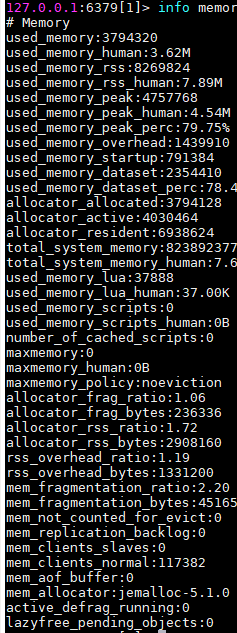 127.0.0.1:6379[1]> info memor
# Memory
used_memory:3794320
used_memory_human:3.62M
used_memory_rss:8269824
used_memory_rss_human:7.89M
used_memory_peak:4757768
used_memory_peak_human:4.54M
used_memory_peak_perc:79.75%
used_memory_overhead:1439910
used_memory_startup:791384
used_memory_dataset:2354410
used_memory_dataset_perc:78.4
allocator_allocated:3794128
allocator_active:4030464
allocator_resident:6938624
total_system_memory:823892377
total_system_memory_human:7.6
used_memory_lua:37888
used_memory_lua_human:37.00K
used_memory_scripts:0
used_memory_scripts_human:0B
number_of_cached_scripts:0
maxmemory:0
maxmemory_human:0B
maxmemory_policy:noeviction
allocator_frag_ratio:1.06
allocator_frag_bytes:236336
allocator_rss_ratio:1.72
allocator_rss_bytes:2908160
rss_overhead_ratio:1.19
rss_overhead_bytes:1331200
mem_fragmentation_ratio:2.20
mem_fragmentation_bytes:45165
mem_not_counted_for_evict:0
mem_replication_backlog:0
mem_clients_slaves:0
mem_clients_normal:117382
mem_aof_buffer:0
mem_allocator:jemalloc-5.1.0
active_defrag_running:0
lazyfree_pending_objects:0